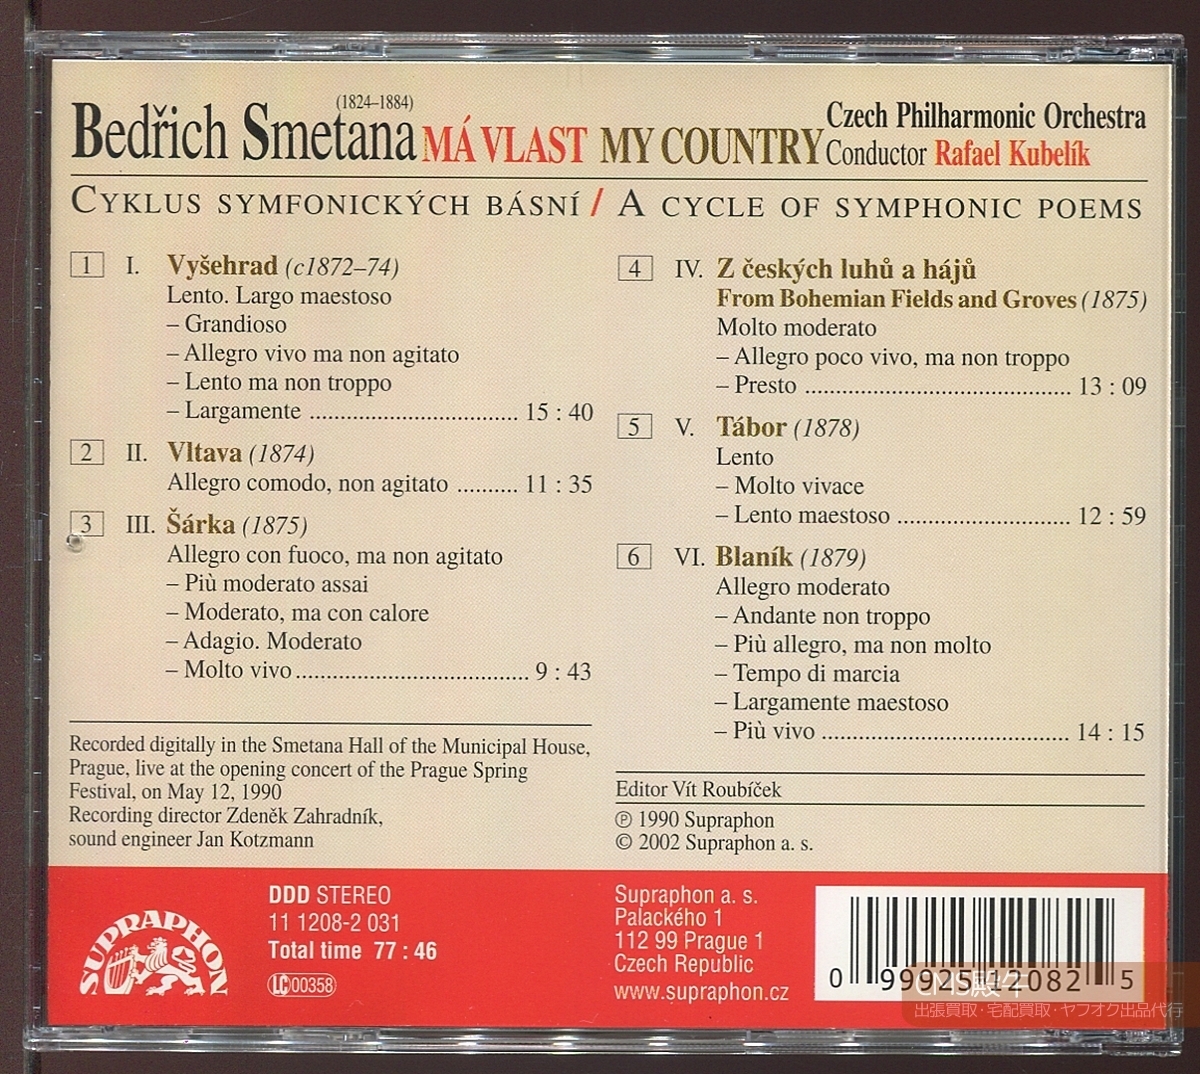 (1824–1884)
Bedřich Smetana MÁ VLAST MY COUNTRY
Czech Philharmonic Orchestra
Conductor Rafael Kubelík
CYKLUS SYMFONICKÝCH BÁSNÍ / A CYCLE OF SYMPHONIC POEMS
1 I. Vyšehrad (c1872–74)
Lento. Largo maestoso
– Grandioso
– Allegro vivo ma non agitato
– Lento ma non troppo
– Largamente .................................. 15 : 40
2 II. Vltava (1874)
Allegro comodo, non agitato .......... 11 : 35
3 III. Šárka (1875)
Allegro con fuoco, ma non agitato
– Più moderato assai
– Moderato, ma con calore
– Adagio. Moderato
– Molto vivo ...................................... 9 : 43
4 IV. Z českých luhů a hájů
From Bohemian Fields and Groves (1875)
Molto moderato
– Allegro poco vivo, ma non troppo
– Presto ........................................... 13 : 09
5 V. Tábor (1878)
Lento
– Molto vivace
– Lento maestoso ............................ 12 : 59
6 VI. Blaník (1879)
Allegro moderato
– Andante non troppo
– Più allegro, ma non molto
– Tempo di marcia
– Largamente maestoso
– Più vivo ........................................ 14 : 15
Recorded digitally in the Smetana Hall of the Municipal House,
Prague, live at the opening concert of the Prague Spring
Festival, on May 12, 1990
Recording director Zdeněk Zahradník,
sound engineer Jan Kotzmann
Editor Vít Roubíček
℗ 1990 Supraphon
© 2002 Supraphon a. s.
SUPRAPHON
DDD STEREO
11 1208-2 031
Total time 77 : 46
LC 00358
Supraphon a. s.
Palackého 1
112 99 Prague 1
Czech Republic
www.supraphon.cz
0 99925 12082 5
CMS殿午
出張買取・宅配買取・ヤフオク出品代行